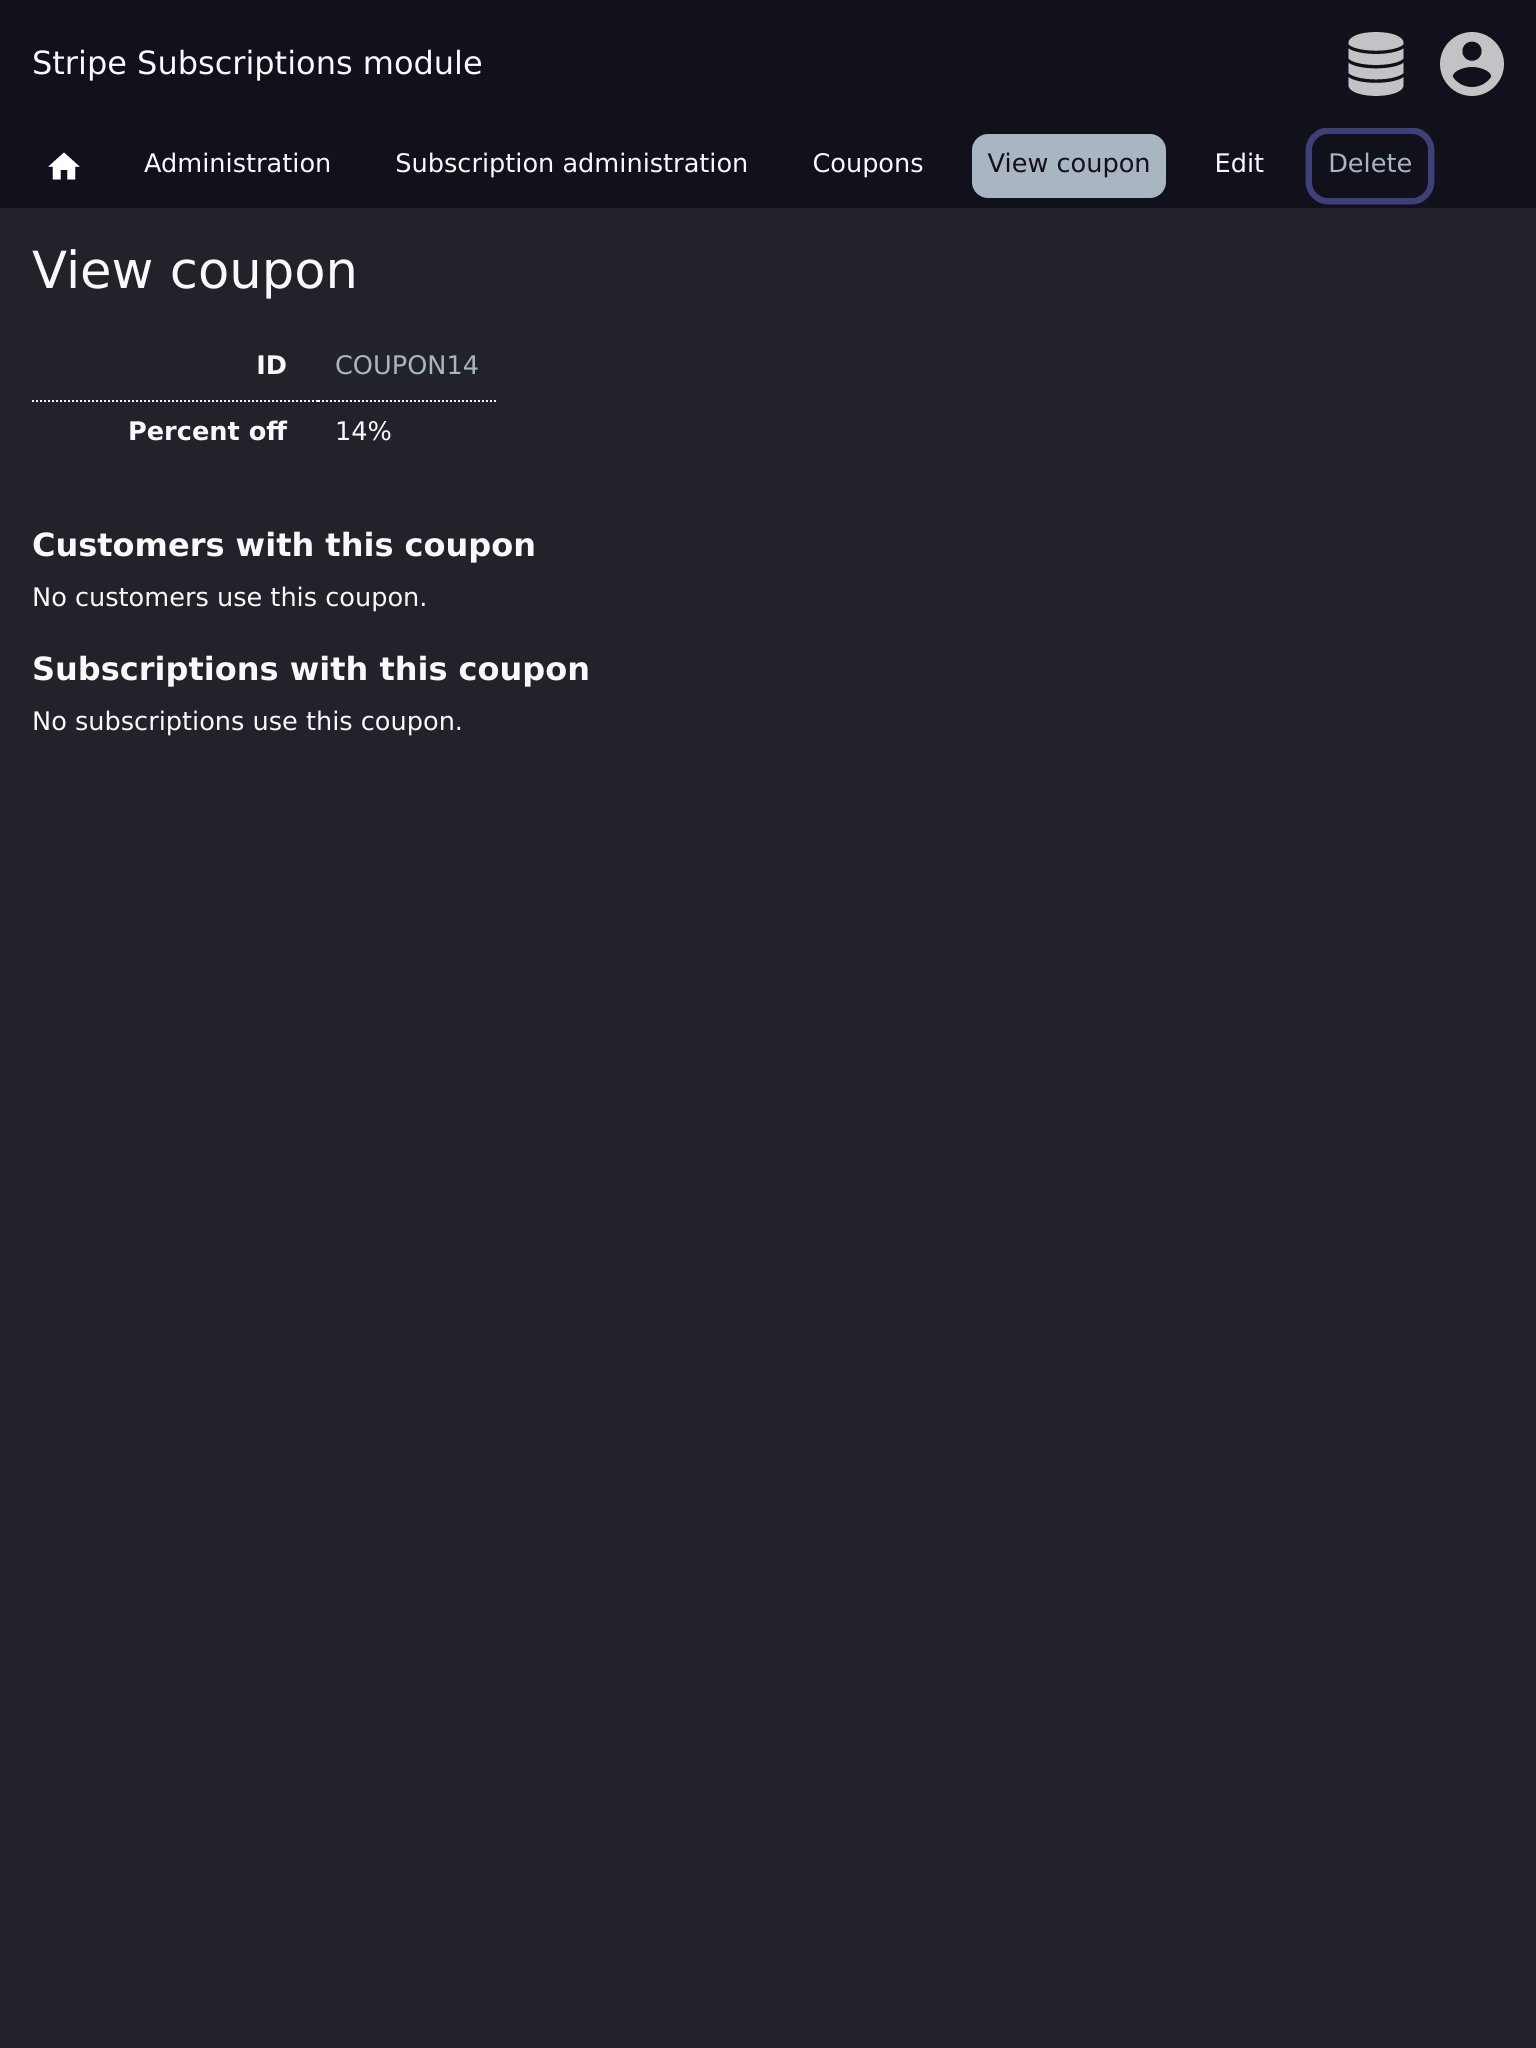 Stripe Subscriptions module
Administration Subscription administration Coupons View coupon Edit Delete
View coupon
ID COUPON14
Percent off 14%
Customers with this coupon
No customers use this coupon.
Subscriptions with this coupon
No subscriptions use this coupon.